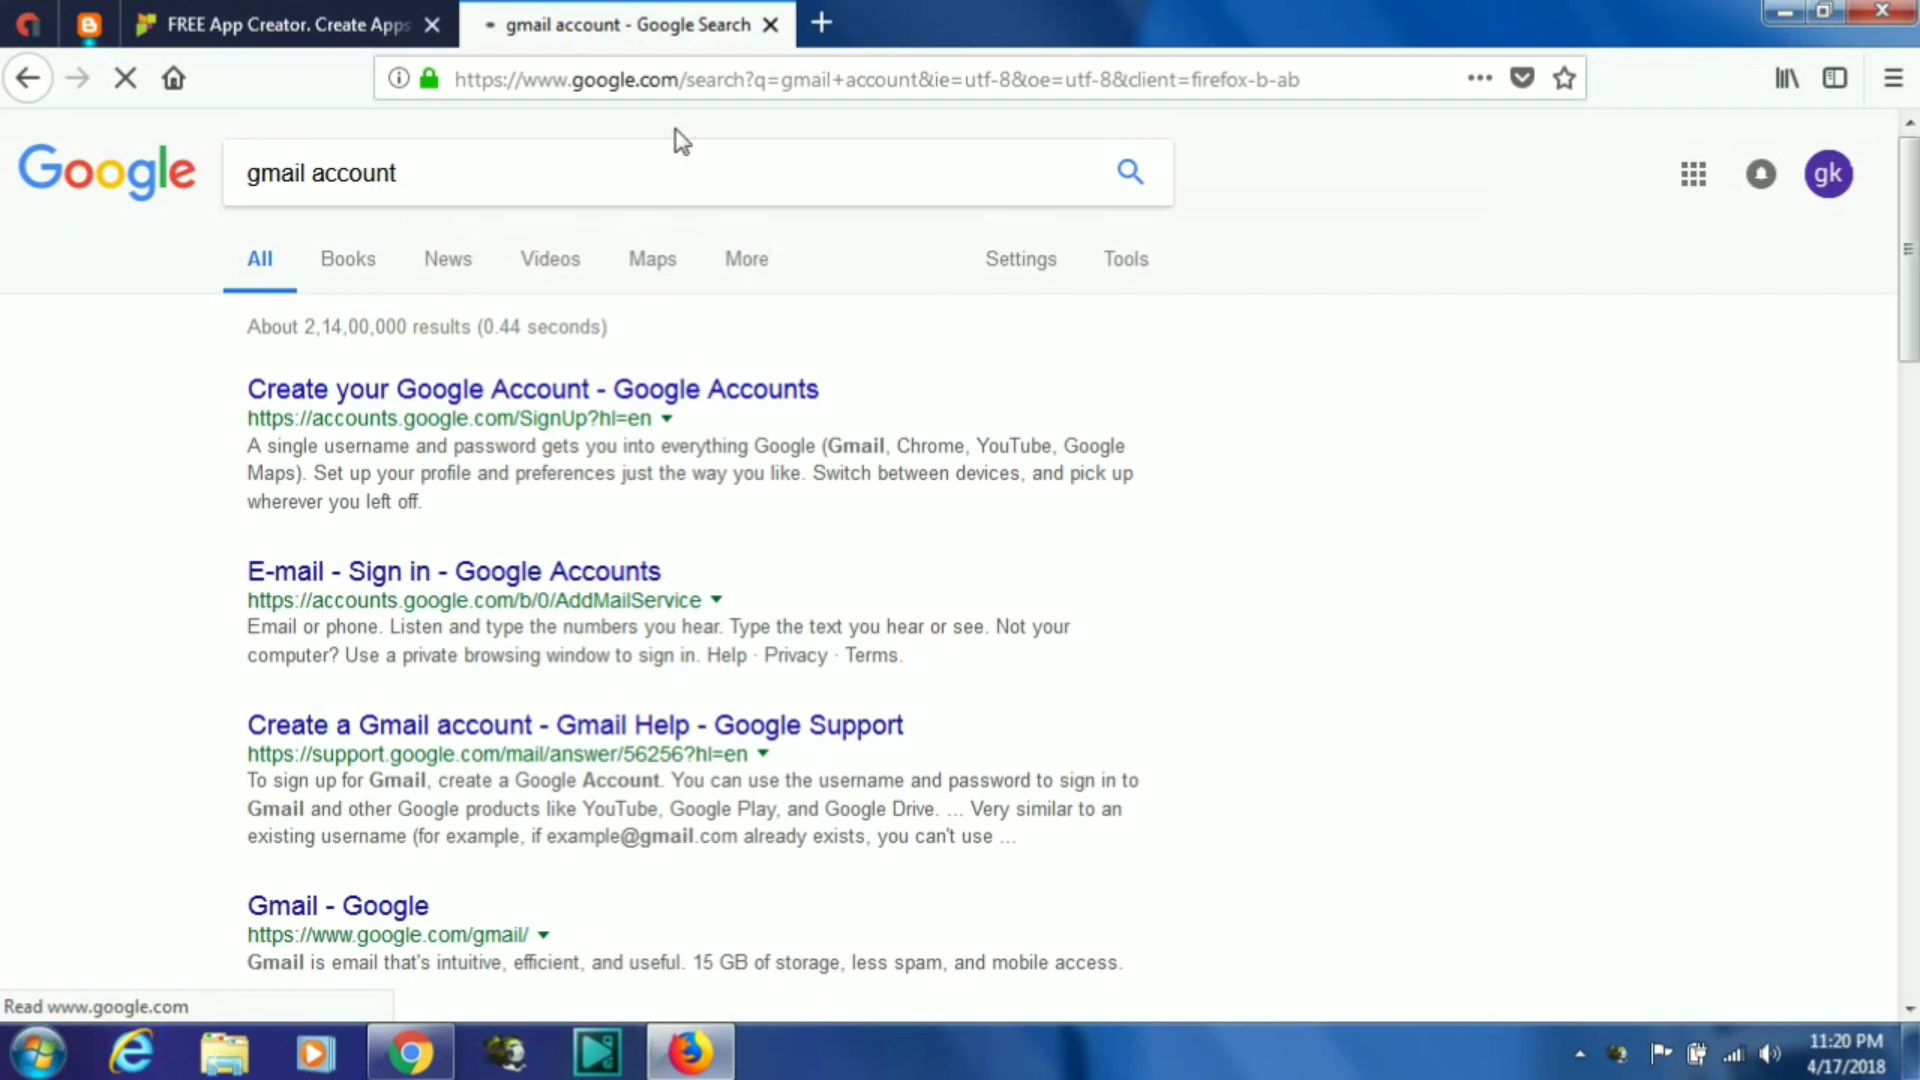 FREE App Creator. Create Apps
gmail account - Google Search
https://www.google.com/search?q=gmail+account&ie=utf-8&oe=utf-8&client=firefox-b-ab
Google
gmail account
gk
All Books News Videos Maps More Settings Tools
About 2,14,00,000 results (0.44 seconds)
Create your Google Account - Google Accounts
https://accounts.google.com/SignUp?hl=en
A single username and password gets you into everything Google (Gmail, Chrome, YouTube, Google
Maps). Set up your profile and preferences just the way you like. Switch between devices, and pick up
wherever you left off.
E-mail - Sign in - Google Accounts
https://accounts.google.com/b/0/AddMailService
Email or phone. Listen and type the numbers you hear. Type the text you hear or see. Not your
computer? Use a private browsing window to sign in. Help · Privacy · Terms.
Create a Gmail account - Gmail Help - Google Support
https://support.google.com/mail/answer/56256?hl=en
To sign up for Gmail, create a Google Account. You can use the username and password to sign in to
Gmail and other Google products like YouTube, Google Play, and Google Drive. ... Very similar to an
existing username (for example, if example@gmail.com already exists, you can't use ...
Gmail - Google
https://www.google.com/gmail/
Gmail is email that's intuitive, efficient, and useful. 15 GB of storage, less spam, and mobile access.
Read www.google.com
11:20 PM
4/17/2018